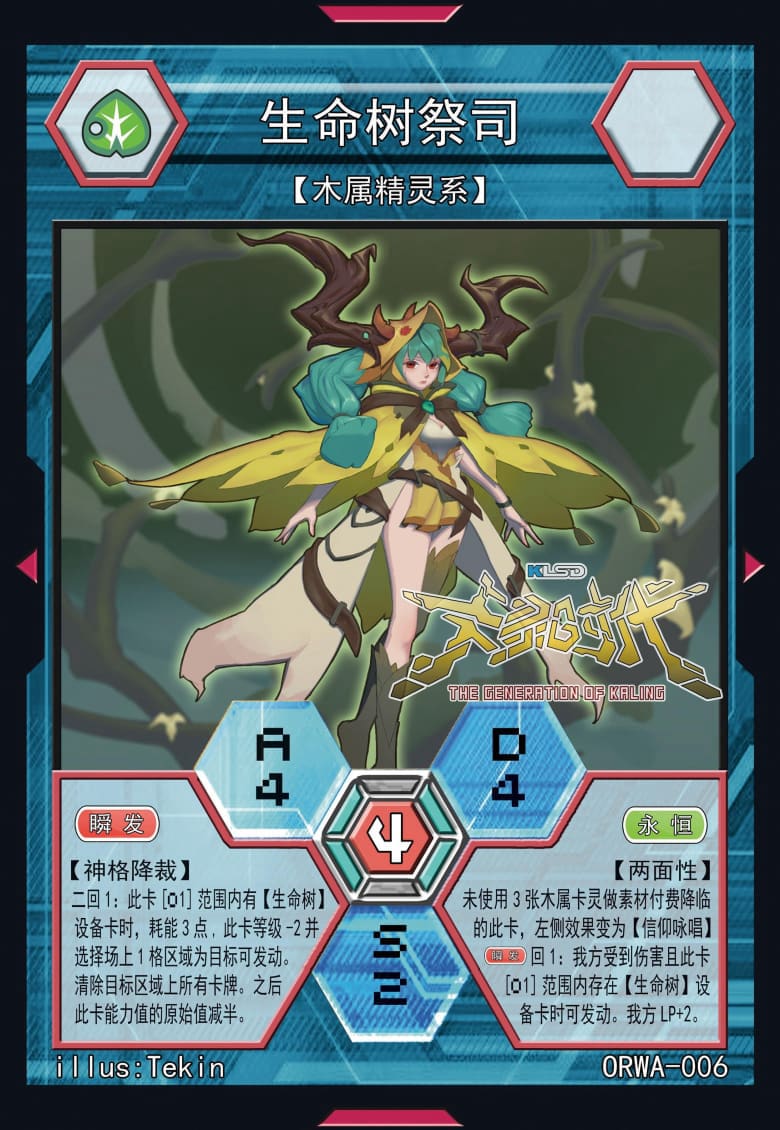 生命树祭司
【木属精灵系】
KLSD
THE GENERATION OF KALING
A
4
D
4
4
S
2
瞬发
【神格降裁】
二回1：此卡[O1]范围内有【生命树】
设备卡时，耗能3点，此卡等级-2并
选择场上1格区域为目标可发动。
清除目标区域上所有卡牌。之后
此卡能力值的原始值减半。
永恒
【两面性】
未使用3张木属卡灵做素材付费降临
的此卡，左侧效果变为【信仰咏唱】
瞬发 回1：我方受到伤害且此卡
[O1]范围内存在【生命树】设
备卡时可发动。我方LP+2。
illus:Tekin
ORWA-006